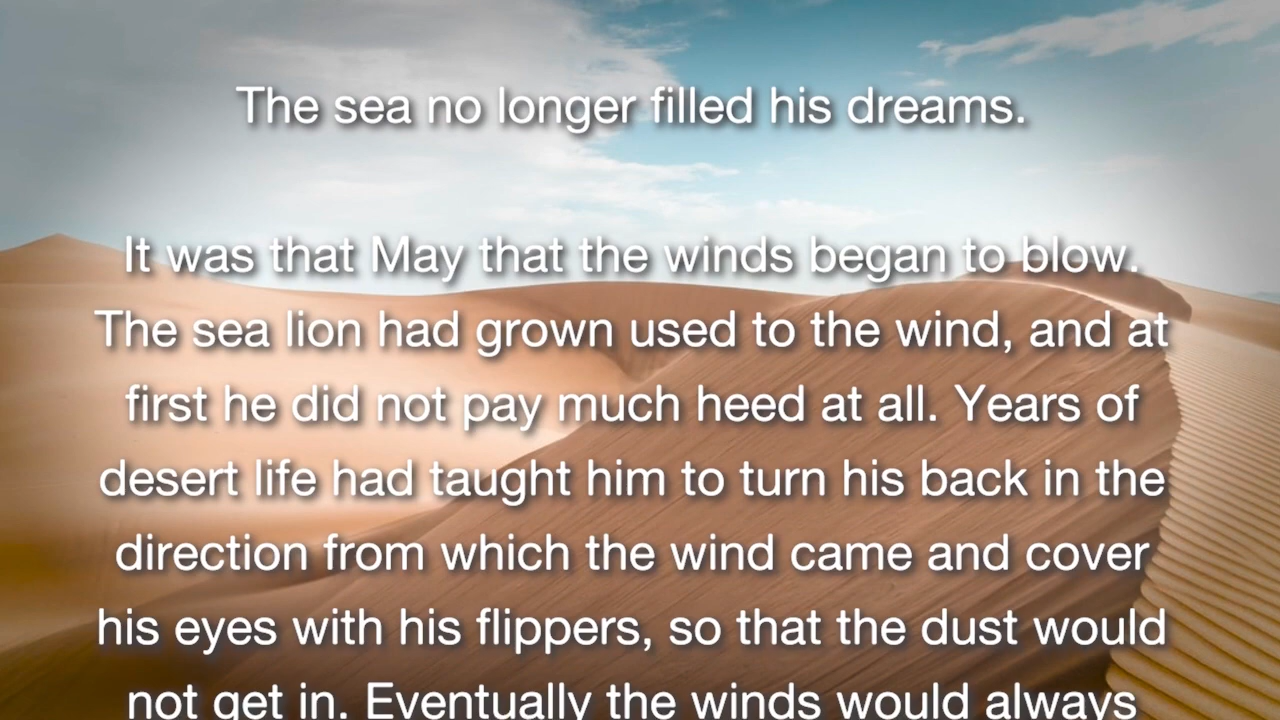 The sea no longer filled his dreams.
It was that May that the winds began to blow.
The sea lion had grown used to the wind, and at
first he did not pay much heed at all. Years of
desert life had taught him to turn his back in the
direction from which the wind came and cover
his eyes with his flippers, so that the dust would
not get in. Eventually the winds would always